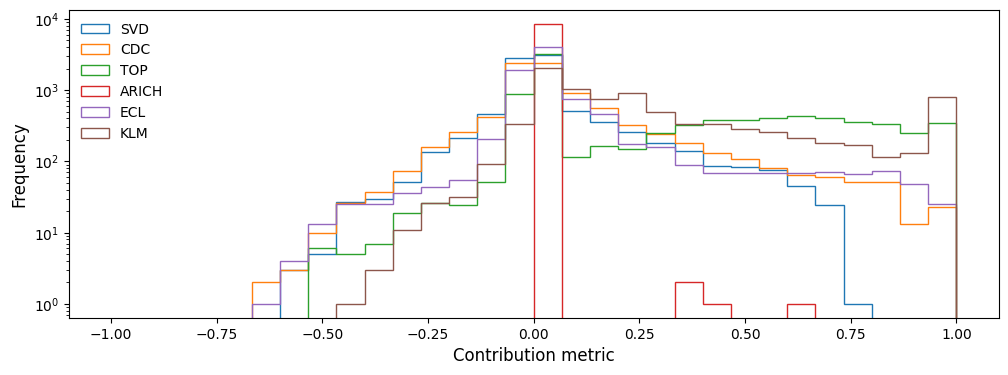 10⁴
10³
10²
10¹
10⁰
Frequency
SVD
CDC
TOP
ARICH
ECL
KLM
−1.00 −0.75 −0.50 −0.25 0.00 0.25 0.50 0.75 1.00
Contribution metric